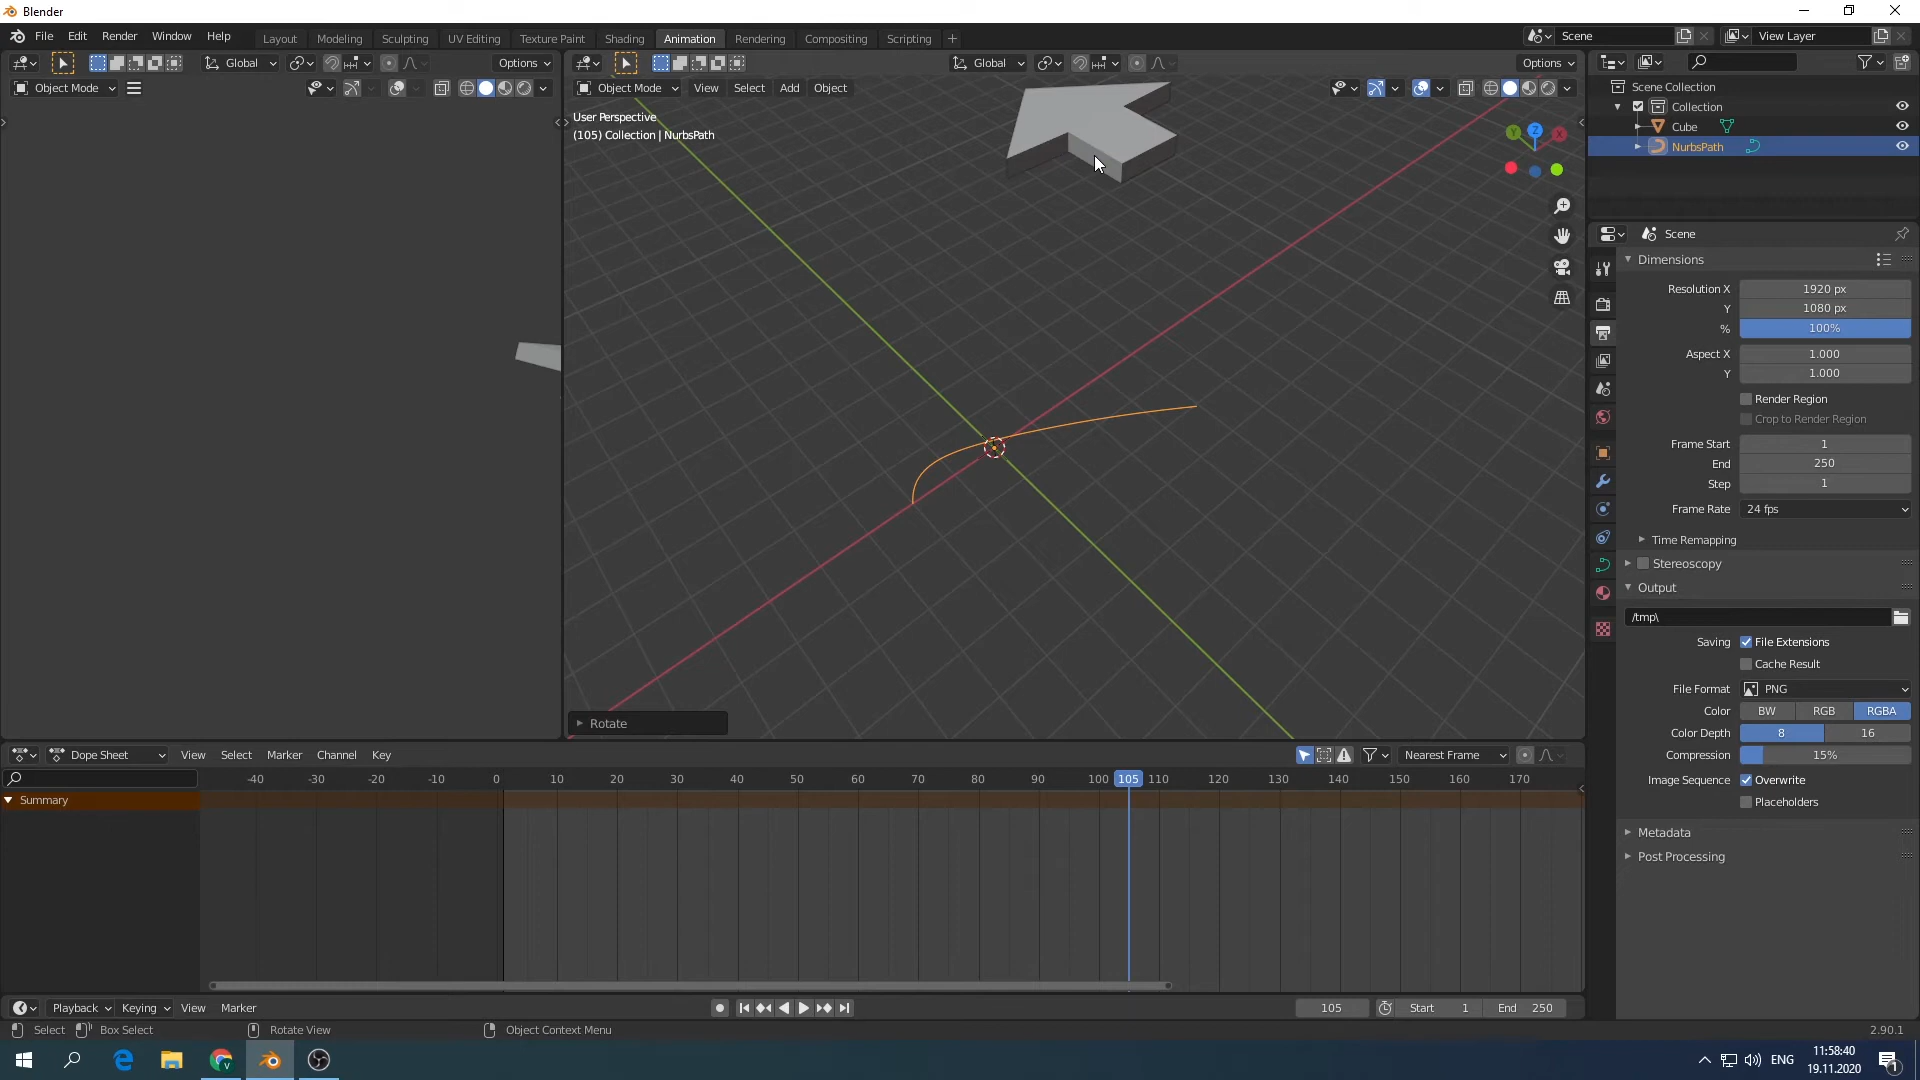 Blender
File Edit Render Window Help Layout Modeling Sculpting UV Editing Texture Paint Shading Animation Rendering Compositing Scripting + Scene View Layer
Global Options Global Options
Object Mode Object Mode View Select Add Object
User Perspective
(105) Collection | NurbsPath
X
Y
Z
Scene Collection
Collection
Cube
NurbsPath
Scene
Dimensions
Resolution X 1920 px
Y 1080 px
% 100%
Aspect X 1.000
Y 1.000
Render Region
Crop to Render Region
Frame Start 1
End 250
Step 1
Frame Rate 24 fps
Time Remapping
Stereoscopy
Output
/tmp\
Saving File Extensions
Cache Result
File Format PNG
Color BW RGB RGBA
Color Depth 8 16
Compression 15%
Image Sequence Overwrite
Placeholders
Metadata
Post Processing
Rotate
Dope Sheet View Select Marker Channel Key Nearest Frame
-40 -30 -20 -10 0 10 20 30 40 50 60 70 80 90 100 105 110 120 130 140 150 160 170
Summary
Playback Keying View Marker 105 Start 1 End 250
Select Box Select Rotate View Object Context Menu 2.90.1
ENG 11:58:40
19.11.2020
1